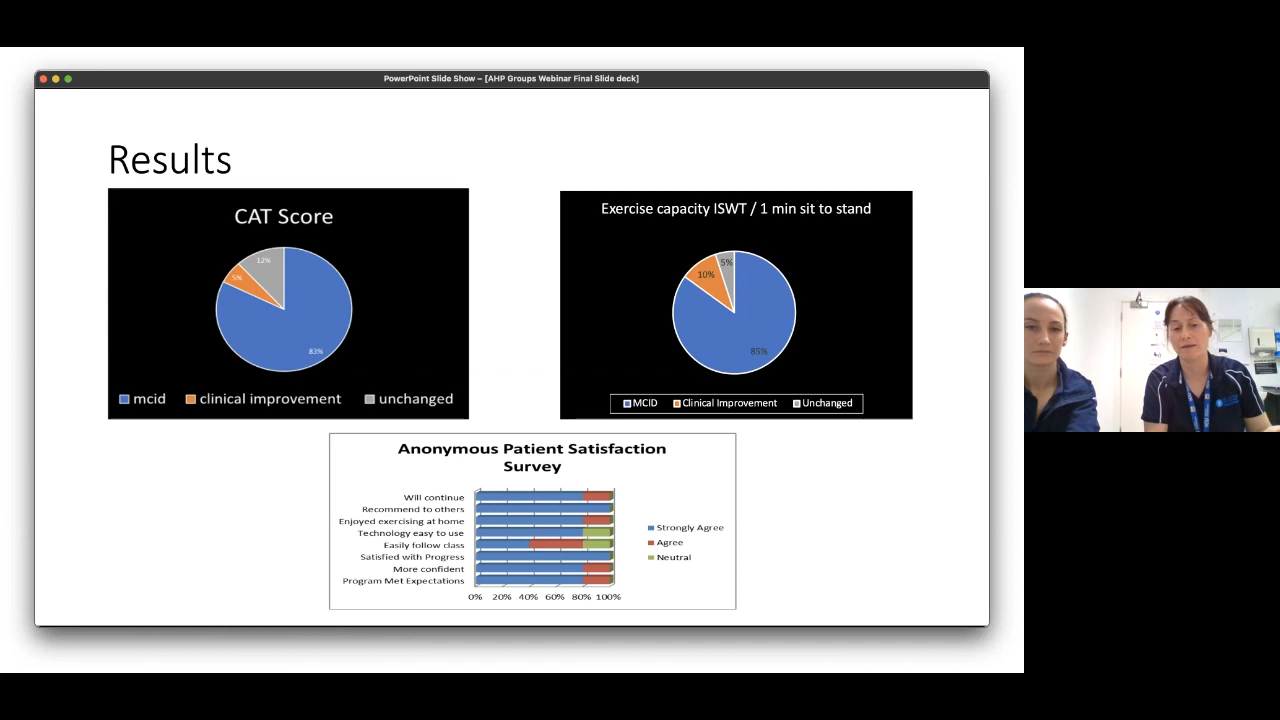 PowerPoint Slide Show – [AHP Groups Webinar Final Slide deck]
Results
CAT Score
12%
5%
83%
mcid clinical improvement unchanged
Exercise capacity ISWT / 1 min sit to stand
5%
10%
85%
MCID Clinical Improvement Unchanged
Anonymous Patient Satisfaction
Survey
Will continue
Recommend to others
Enjoyed exercising at home
Technology easy to use
Easily follow class
Satisfied with Progress
More confident
Program Met Expectations
0% 20% 40% 60% 80% 100%
Strongly Agree
Agree
Neutral